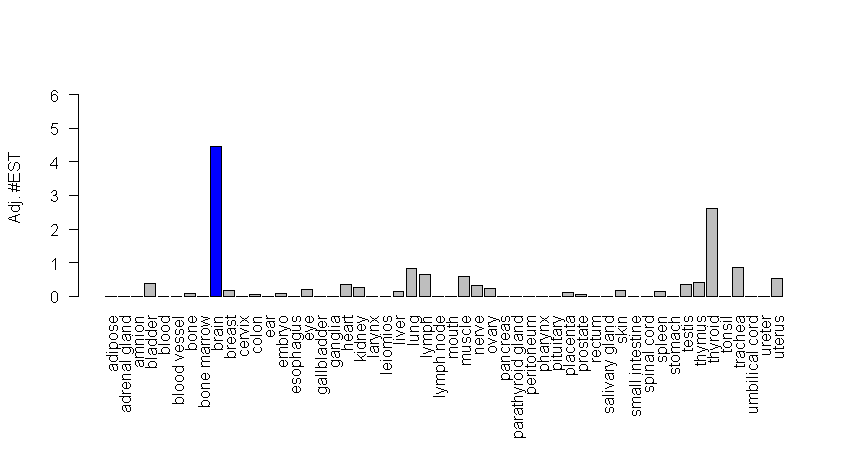 6
5
4
3
2
1
0
Adj. #EST
adipose
adrenal gland
amnion
bladder
blood
blood vessel
bone
bone marrow
brain
breast
cervix
colon
ear
embryo
esophagus
eye
gallbladder
ganglia
heart
kidney
larynx
leiomios
liver
lung
lymph
lymph node
mouth
muscle
nerve
ovary
pancreas
parathyroid gland
peritoneum
pharynx
pituitary
placenta
prostate
rectum
salivary gland
skin
small intestine
spinal cord
spleen
stomach
testis
thymus
thyroid
tonsil
trachea
umbilical cord
ureter
uterus